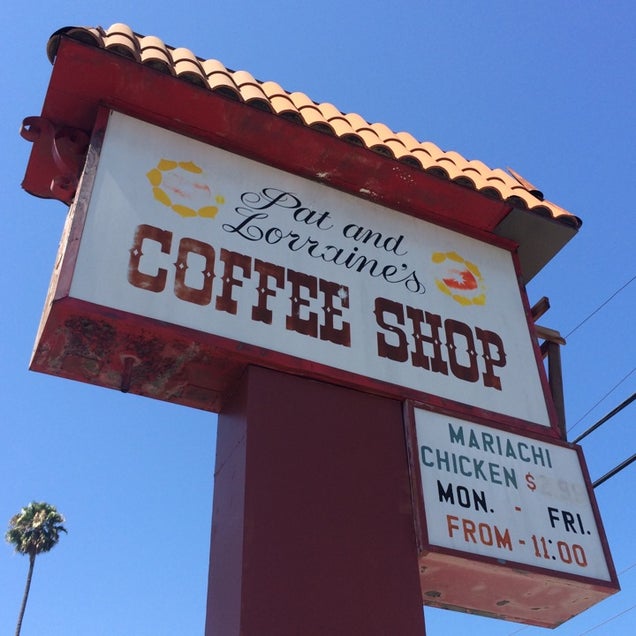 Pat and
Lorraine's
COFFEE SHOP
MARIACHI
CHICKEN $
MON. - FRI.
FROM - 11:00